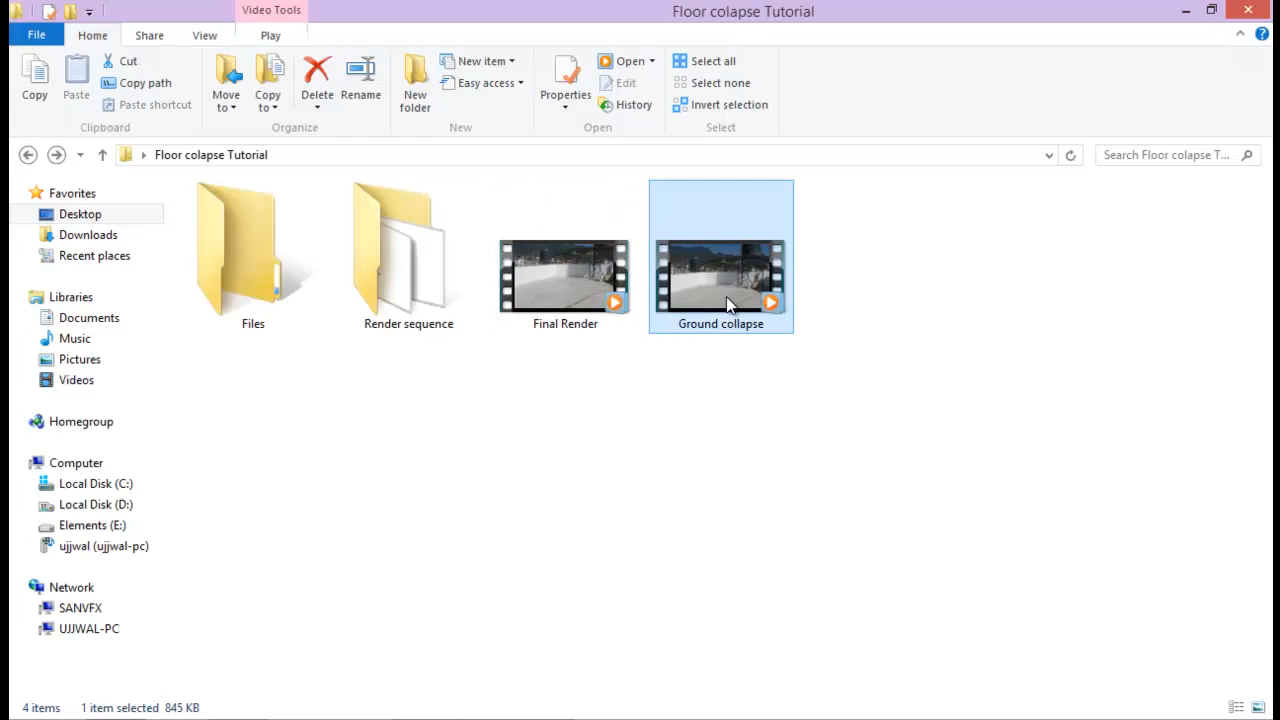 Video Tools
Floor colapse Tutorial
File
Home
Share
View
Play
Copy
Paste
Cut
Copy path
Paste shortcut
Clipboard
Move to
Copy to
Delete
Rename
Organize
New folder
New item
Easy access
New
Properties
Open
Edit
History
Open
Select all
Select none
Invert selection
Select
Floor colapse Tutorial
Search Floor colapse T...
Favorites
Desktop
Downloads
Recent places
Libraries
Documents
Music
Pictures
Videos
Homegroup
Computer
Local Disk (C:)
Local Disk (D:)
Elements (E:)
ujjwal (ujjwal-pc)
Network
SANVFX
UJJWAL-PC
Files
Render sequence
Final Render
Ground collapse
4 items
1 item selected 845 KB